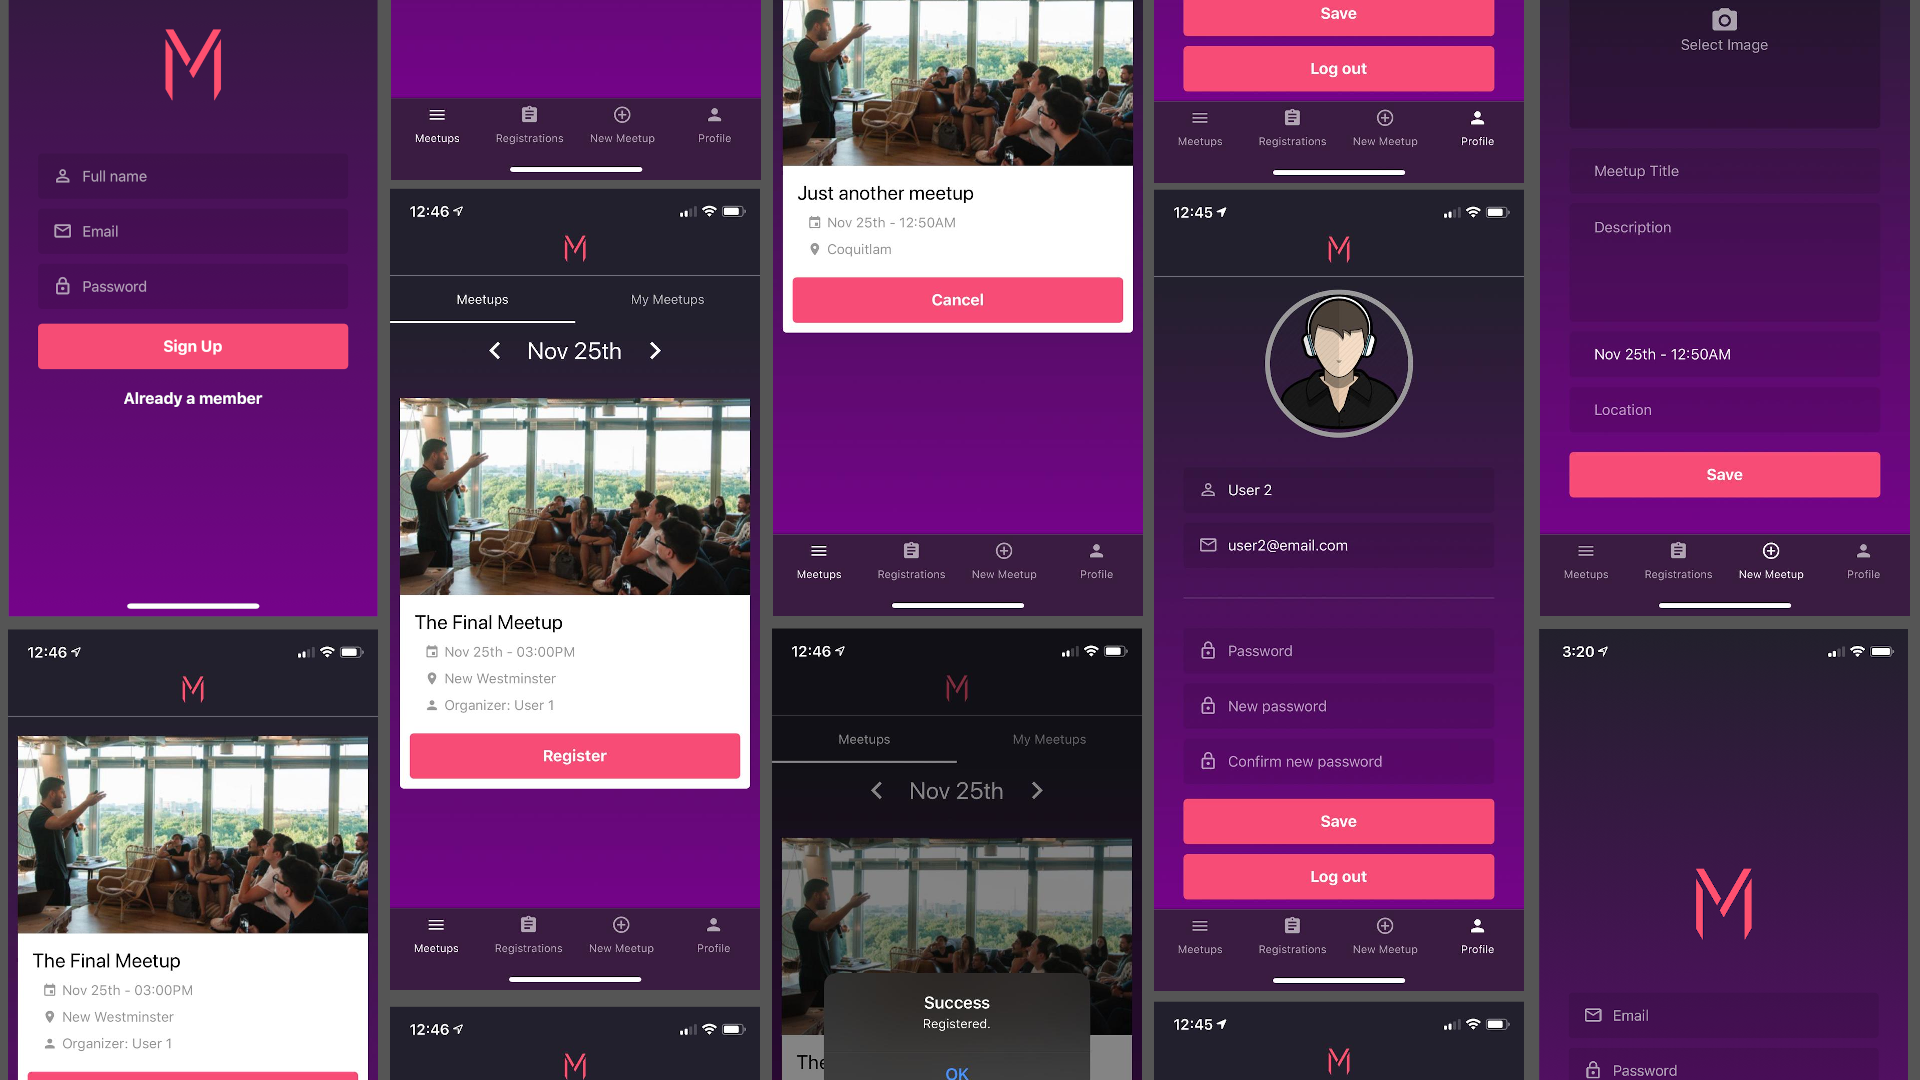 Full name
Email
Password
Sign Up
Already a member
12:46
The Final Meetup
Nov 25th - 03:00PM
New Westminster
Organizer: User 1
Meetups
Registrations
New Meetup
Profile
12:46
Meetups
My Meetups
Nov 25th
The Final Meetup
Nov 25th - 03:00PM
New Westminster
Organizer: User 1
Register
Meetups
Registrations
New Meetup
Profile
12:46
Just another meetup
Nov 25th - 12:50AM
Coquitlam
Cancel
Meetups
Registrations
New Meetup
Profile
12:46
Meetups
My Meetups
Nov 25th
Success
Registered.
OK
The
Save
Log out
Meetups
Registrations
New Meetup
Profile
12:45
User 2
user2@email.com
Password
New password
Confirm new password
Save
Log out
Meetups
Registrations
New Meetup
Profile
12:45
Select Image
Meetup Title
Description
Nov 25th - 12:50AM
Location
Save
Meetups
Registrations
New Meetup
Profile
3:20
Email
Password